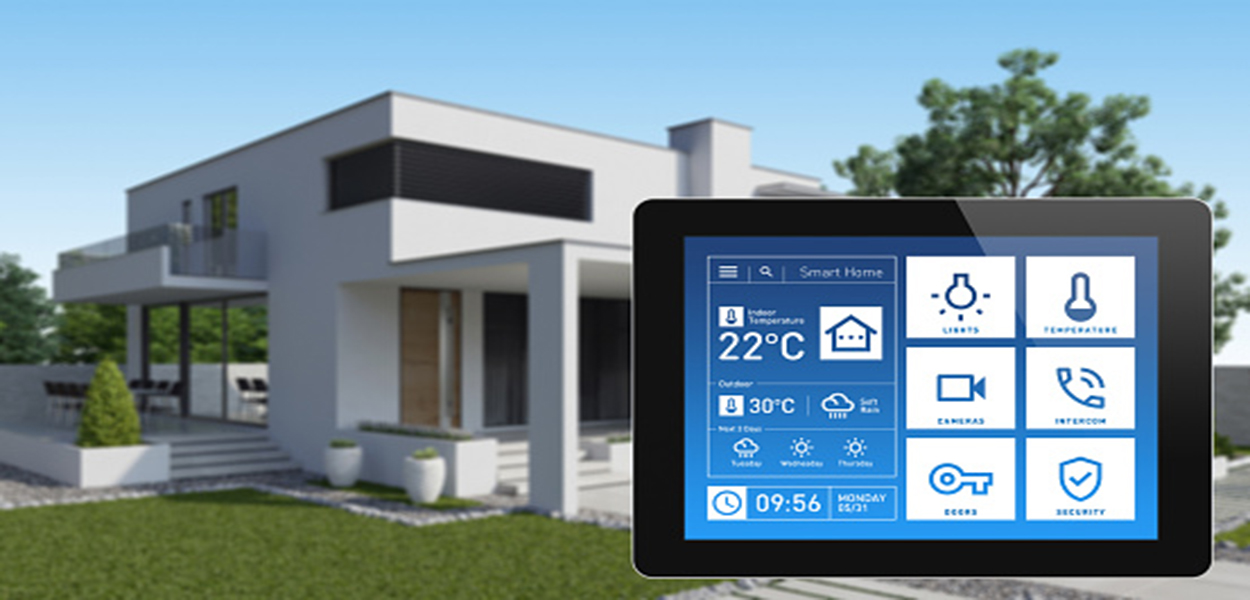 Smart Home
Indoor
Temperature
22°C
Outdoor
30°C
Soft
Rain
Next 3 Days
Tuesday
Wednesday
Thursday
09:56
MONDAY
05/31
LIGHTS
TEMPERATURE
CAMERAS
INTERCOM
DOORS
SECURITY